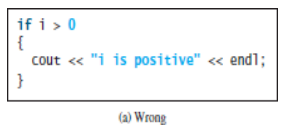 if i > 0
{
cout << "i is positive" << endl;
}
(a) Wrong